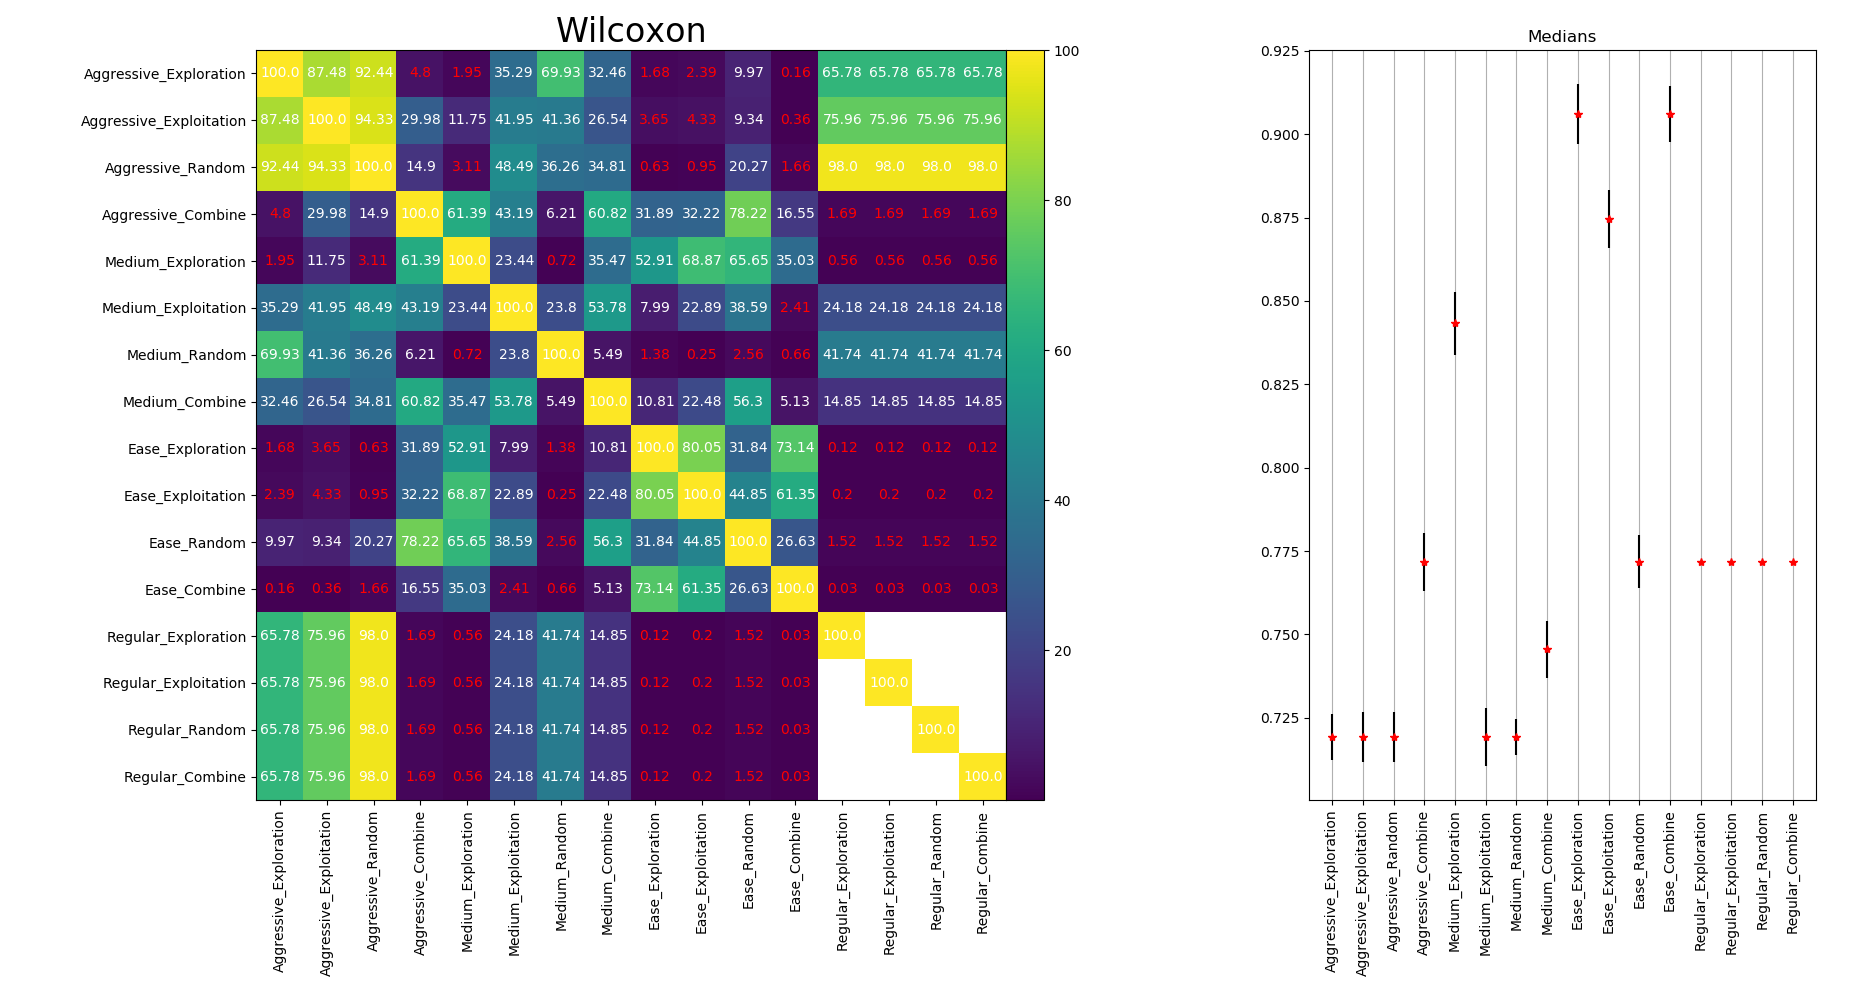 Wilcoxon
Aggressive_Exploration 100.0 87.48 92.44 4.8 1.95 35.29 69.93 32.46 1.68 2.39 9.97 0.16 65.78 65.78 65.78 65.78
Aggressive_Exploitation 87.48 100.0 94.33 29.98 11.75 41.95 41.36 26.54 3.65 4.33 9.34 0.36 75.96 75.96 75.96 75.96
Aggressive_Random 92.44 94.33 100.0 14.9 3.11 48.49 36.26 34.81 0.63 0.95 20.27 1.66 98.0 98.0 98.0 98.0
Aggressive_Combine 4.8 29.98 14.9 100.0 61.39 43.19 6.21 60.82 31.89 32.22 78.22 16.55 1.69 1.69 1.69 1.69
Medium_Exploration 1.95 11.75 3.11 61.39 100.0 23.44 0.72 35.47 52.91 68.87 65.65 35.03 0.56 0.56 0.56 0.56
Medium_Exploitation 35.29 41.95 48.49 43.19 23.44 100.0 23.8 53.78 7.99 22.89 38.59 2.41 24.18 24.18 24.18 24.18
Medium_Random 69.93 41.36 36.26 6.21 0.72 23.8 100.0 5.49 1.38 0.25 2.56 0.66 41.74 41.74 41.74 41.74
Medium_Combine 32.46 26.54 34.81 60.82 35.47 53.78 5.49 100.0 10.81 22.48 56.3 5.13 14.85 14.85 14.85 14.85
Ease_Exploration 1.68 3.65 0.63 31.89 52.91 7.99 1.38 10.81 100.0 80.05 31.84 73.14 0.12 0.12 0.12 0.12
Ease_Exploitation 2.39 4.33 0.95 32.22 68.87 22.89 0.25 22.48 80.05 100.0 44.85 61.35 0.2 0.2 0.2 0.2
Ease_Random 9.97 9.34 20.27 78.22 65.65 38.59 2.56 56.3 31.84 44.85 100.0 26.63 1.52 1.52 1.52 1.52
Ease_Combine 0.16 0.36 1.66 16.55 35.03 2.41 0.66 5.13 73.14 61.35 26.63 100.0 0.03 0.03 0.03 0.03
Regular_Exploration 65.78 75.96 98.0 1.69 0.56 24.18 41.74 14.85 0.12 0.2 1.52 0.03 100.0
Regular_Exploitation 65.78 75.96 98.0 1.69 0.56 24.18 41.74 14.85 0.12 0.2 1.52 0.03 100.0
Regular_Random 65.78 75.96 98.0 1.69 0.56 24.18 41.74 14.85 0.12 0.2 1.52 0.03 100.0
Regular_Combine 65.78 75.96 98.0 1.69 0.56 24.18 41.74 14.85 0.12 0.2 1.52 0.03 100.0
Aggressive_Exploration
Aggressive_Exploitation
Aggressive_Random
Aggressive_Combine
Medium_Exploration
Medium_Exploitation
Medium_Random
Medium_Combine
Ease_Exploration
Ease_Exploitation
Ease_Random
Ease_Combine
Regular_Exploration
Regular_Exploitation
Regular_Random
Regular_Combine
100
80
60
40
20
Medians
0.925
0.900
0.875
0.850
0.825
0.800
0.775
0.750
0.725
Aggressive_Exploration
Aggressive_Exploitation
Aggressive_Random
Aggressive_Combine
Medium_Exploration
Medium_Exploitation
Medium_Random
Medium_Combine
Ease_Exploration
Ease_Exploitation
Ease_Random
Ease_Combine
Regular_Exploration
Regular_Exploitation
Regular_Random
Regular_Combine